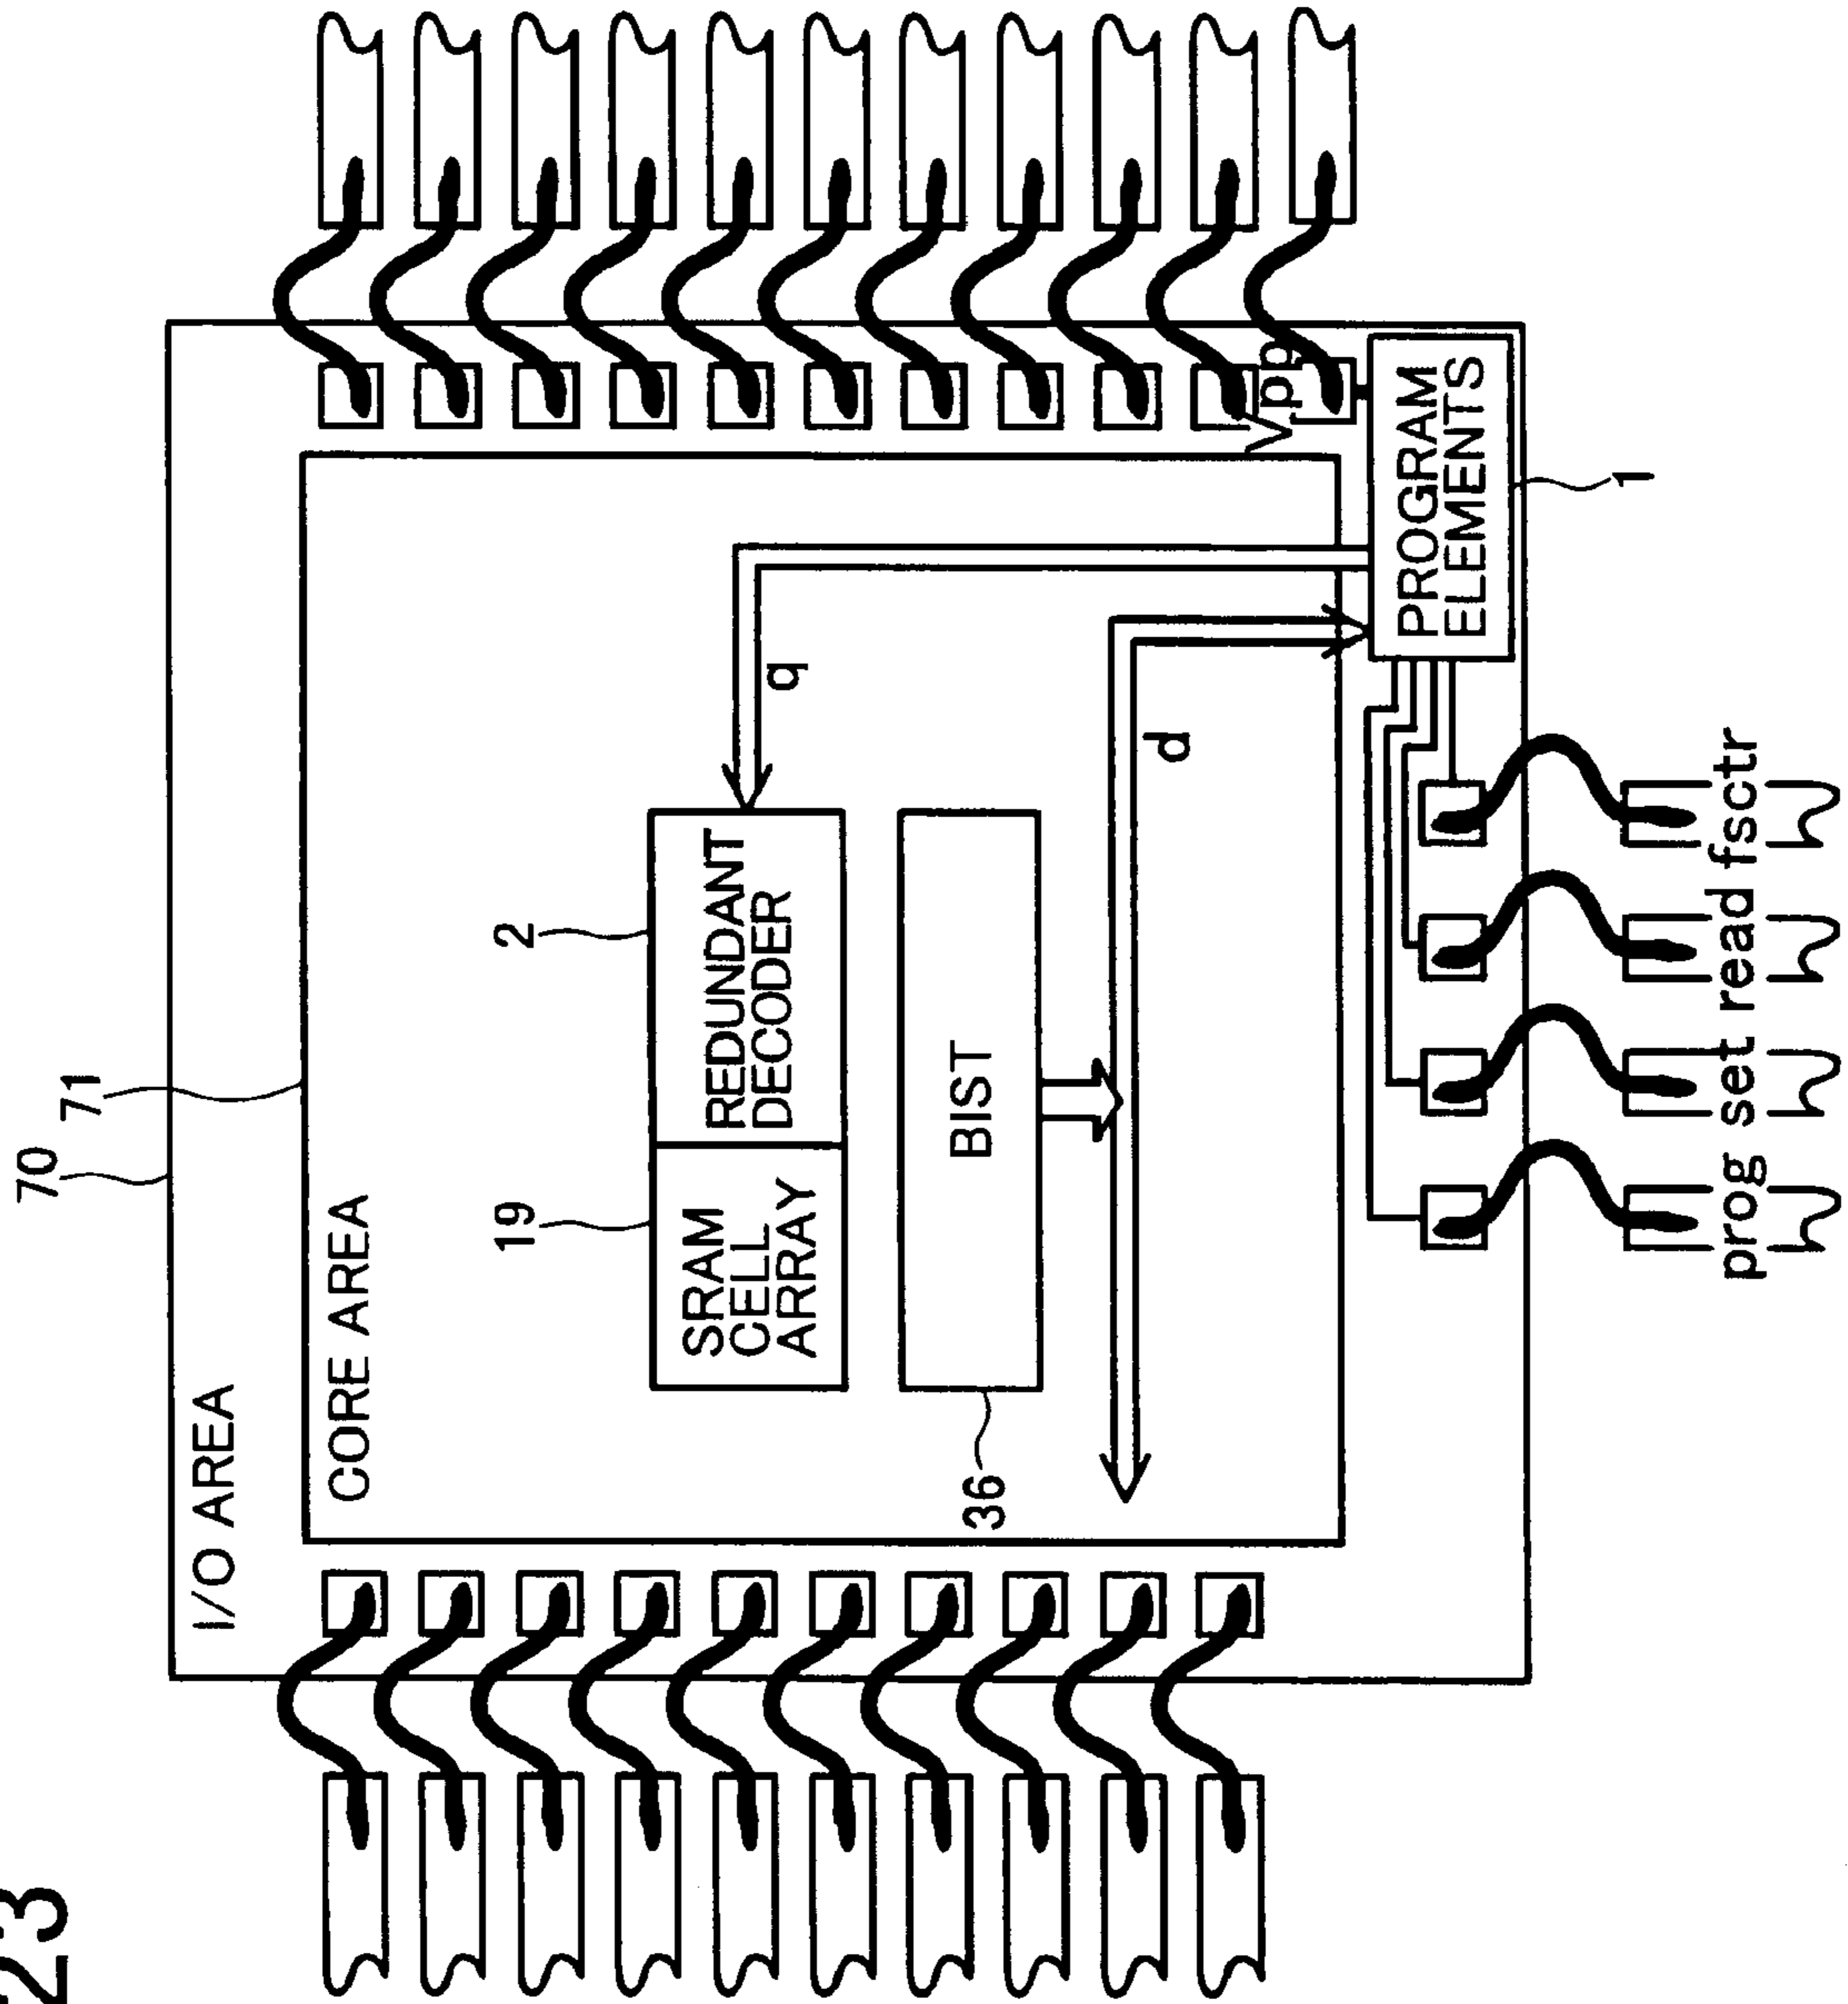 23
70
71
I/O AREA
CORE AREA
19
2
SRAM
CELL
ARRAY
REDUNDANT
DECODER
q
36
BIST
d
Vpp
PROGRAM
ELEMENTS
1
prog set read fsctr